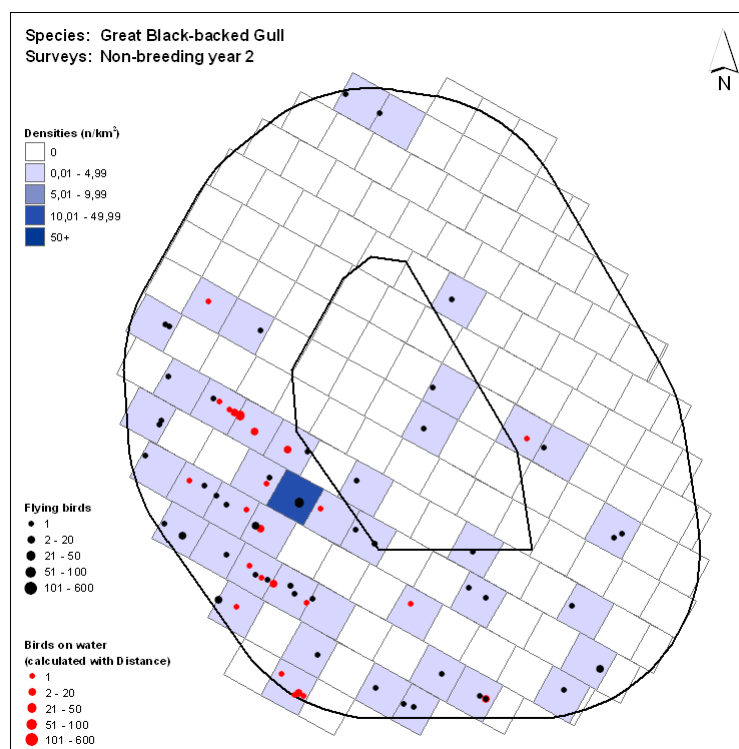 Species: Great Black-backed Gull
Surveys: Non-breeding year 2
N
Densities (n/km²)
0
0,01 - 4,99
5,01 - 9,99
10,01 - 49,99
50+
Flying birds
1
2 - 20
21 - 50
51 - 100
101 - 600
Birds on water
(calculated with Distance)
1
2 - 20
21 - 50
51 - 100
101 - 600